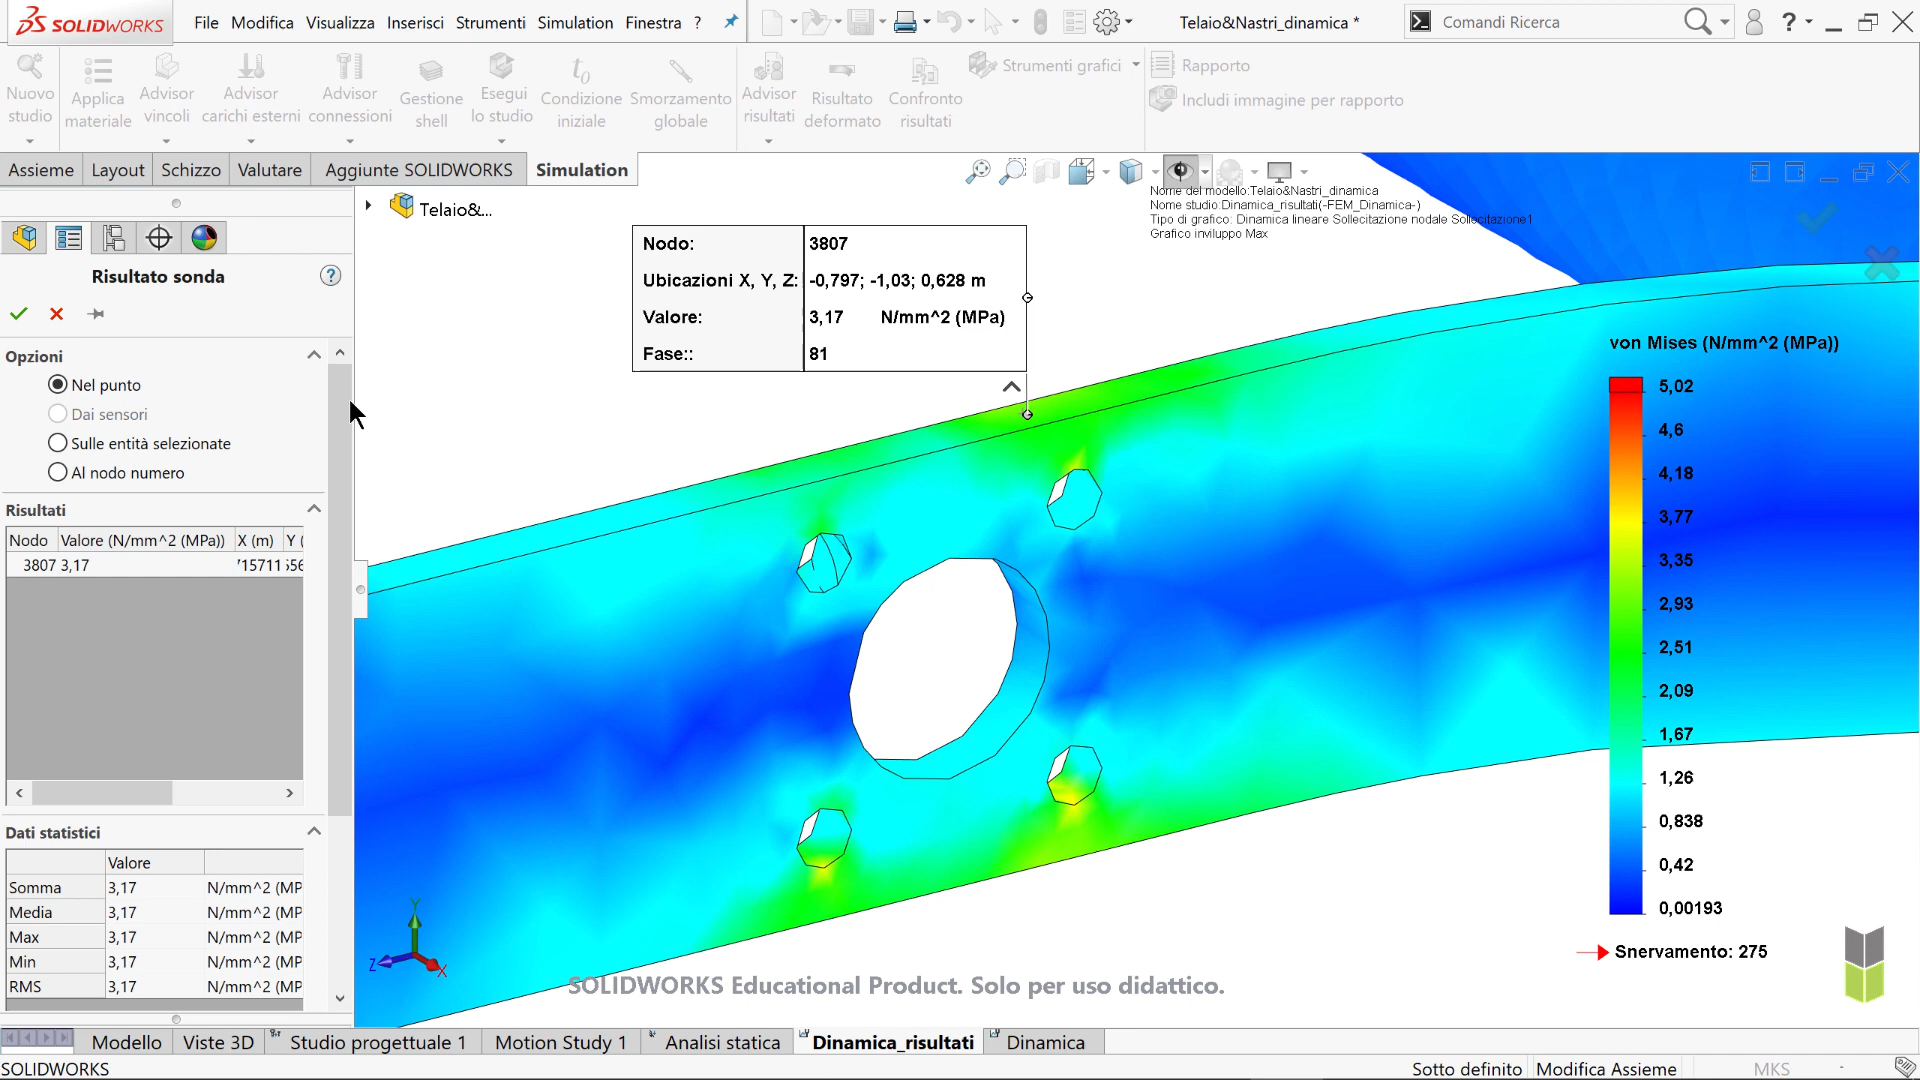 SOLIDWORKS
File Modifica Visualizza Inserisci Strumenti Simulation Finestra ?
Telaio&Nastri_dinamica *
Comandi Ricerca
?
Nuovo studio
Applica materiale
Advisor vincoli
Advisor carichi esterni
Advisor connessioni
Gestione shell
Esegui lo studio
Condizione iniziale
Smorzamento globale
Advisor risultati
Risultato deformato
Confronto risultati
Strumenti grafici
Rapporto
Includi immagine per rapporto
Assieme Layout Schizzo Valutare Aggiunte SOLIDWORKS Simulation
Telaio&...
Nome del modello:Telaio&Nastri_dinamica
Nome studio:Dinamica_risultati(-FEM_Dinamica-)
Tipo di grafico: Dinamica lineare Sollecitazione nodale Sollecitazione1
Grafico inviluppo Max
Risultato sonda
?
Opzioni
Nel punto
Dai sensori
Sulle entità selezionate
Al nodo numero
Risultati
Nodo Valore (N/mm^2 (MPa)) X (m) Y (
3807 3,17 '15711 556
Dati statistici
Valore
Somma 3,17 N/mm^2 (MP
Media 3,17 N/mm^2 (MP
Max 3,17 N/mm^2 (MP
Min 3,17 N/mm^2 (MP
RMS 3,17 N/mm^2 (MP
Nodo: 3807
Ubicazioni X, Y, Z: -0,797; -1,03; 0,628 m
Valore: 3,17 N/mm^2 (MPa)
Fase:: 81
von Mises (N/mm^2 (MPa))
5,02
4,6
4,18
3,77
3,35
2,93
2,51
2,09
1,67
1,26
0,838
0,42
0,00193
Snervamento: 275
Y
Z
X
SOLIDWORKS Educational Product. Solo per uso didattico.
Modello Viste 3D Studio progettuale 1 Motion Study 1 Analisi statica Dinamica_risultati Dinamica
SOLIDWORKS
Sotto definito Modifica Assieme MKS -